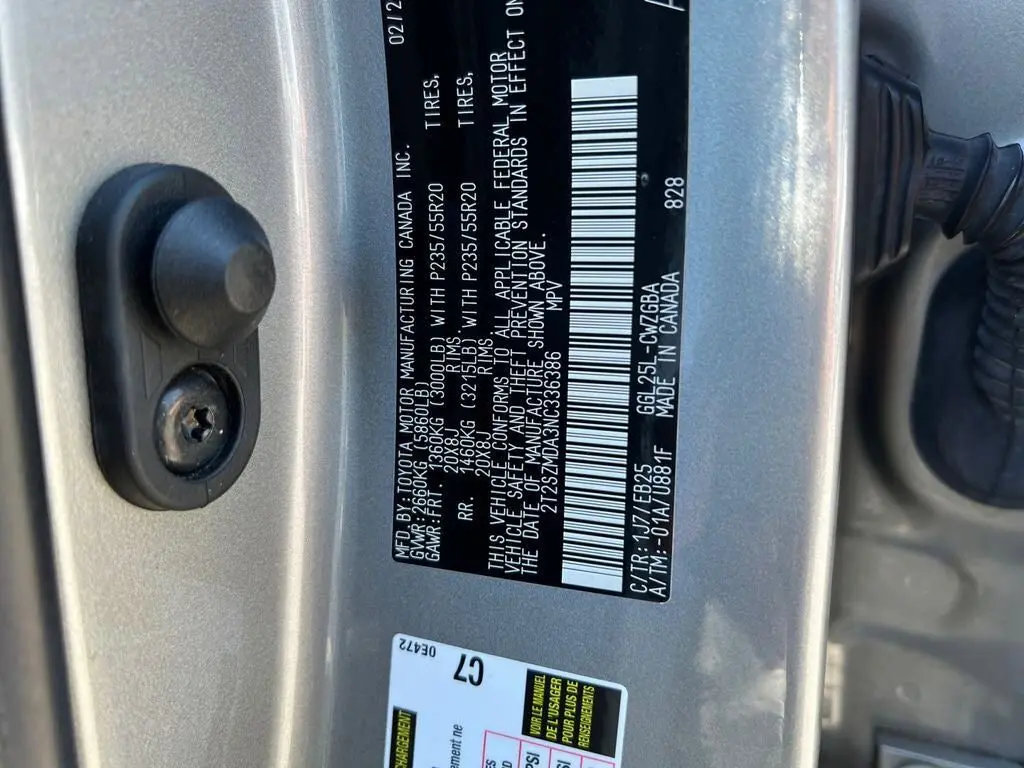 MFD BY:TOYOTA MOTOR MANUFACTURING CANADA INC. 02/2
GVWR:2660KG (5860LB)
GAWR:FRT. 1360KG (3000LB) WITH P235/55R20 TIRES,
20X8J RIMS
RR. 1460KG (3215LB) WITH P235/55R20 TIRES,
20X8J RIMS
THIS VEHICLE CONFORMS TO ALL APPLICABLE FEDERAL MOTOR
VEHICLE SAFETY AND THEFT PREVENTION STANDARDS IN EFFECT ON
THE DATE OF MANUFACTURE SHOWN ABOVE.
2T2SZMDA3NC336386 MPV
C/TR:1J7/EB25 GGL25L-CWZGBA 828
A/TM:-01A/U881F MADE IN CANADA
0E472
C7
CHARGEMENT
VOIR LE MANUEL
DE L'USAGER
POUR PLUS DE
RENSEIGNEMENTS
ement ne
PSI
PSI